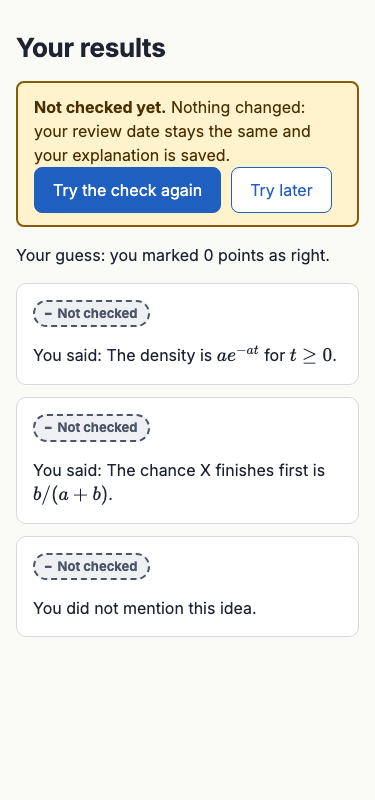 Your results
Not checked yet. Nothing changed:
your review date stays the same and
your explanation is saved.
Try the check again
Try later
Your guess: you marked 0 points as right.
– Not checked
You said: The density is $ae^{-at}$ for $t \geq 0$.
– Not checked
You said: The chance X finishes first is
$b/(a + b)$.
– Not checked
You did not mention this idea.